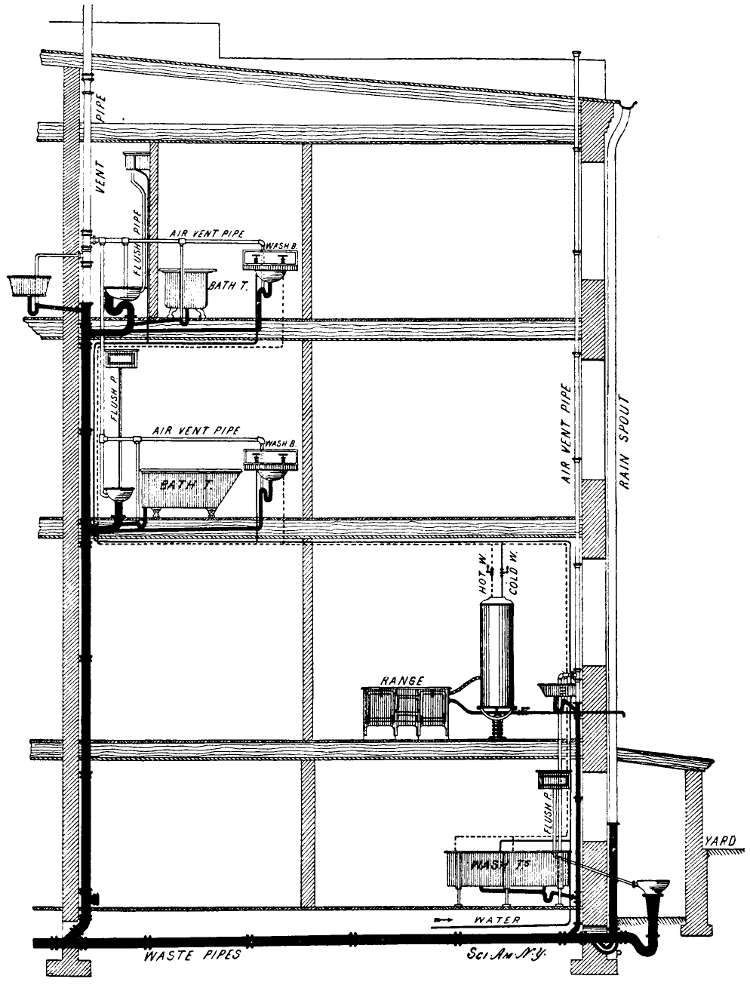 VENT PIPE
FLUSH PIPE
AIR VENT PIPE
WASH B.
BATH T.
FLUSH P.
AIR VENT PIPE
WASH B.
BATH T.
AIR VENT PIPE
RAIN SPOUT
HOT W.
COLD W.
RANGE
FLUSH P.
WASH TS
YARD
WATER
WASTE PIPES
SCI. AM. N.Y.
P